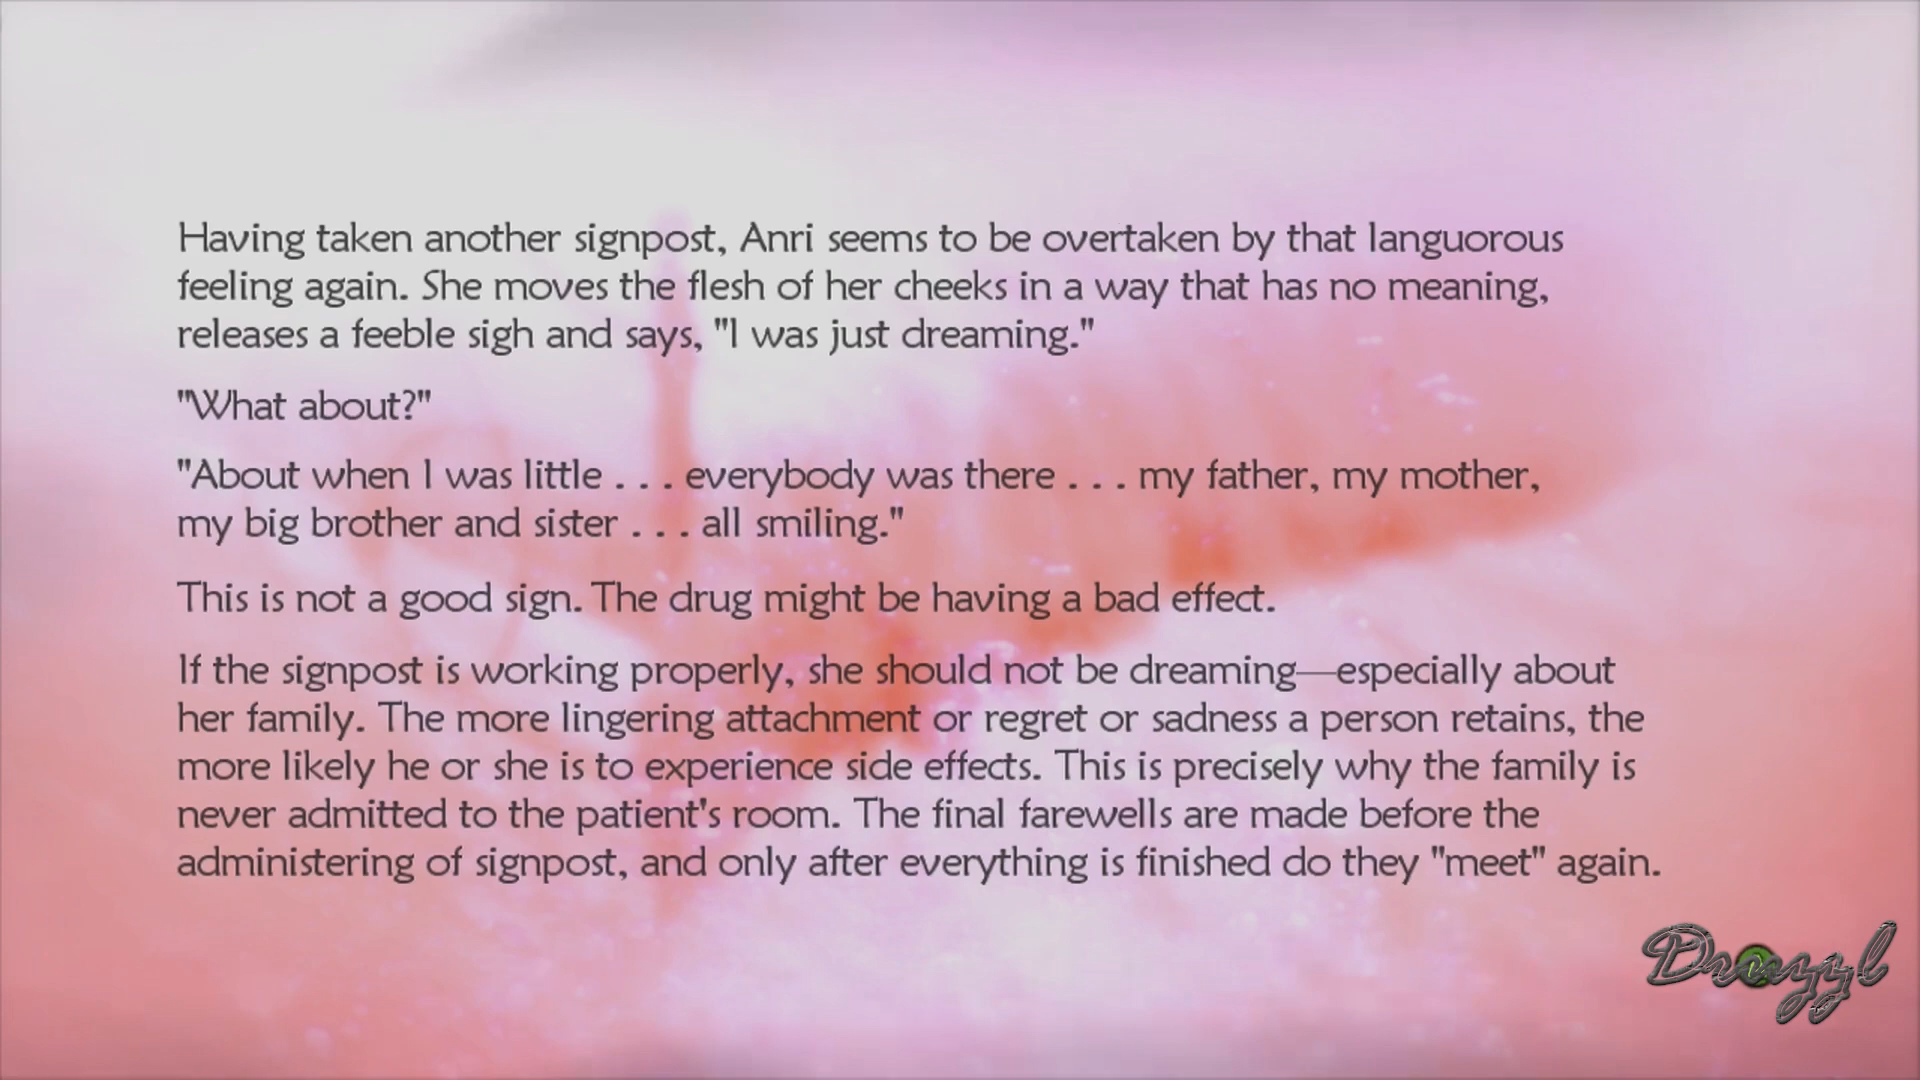 Having taken another signpost, Anri seems to be overtaken by that languorous
feeling again. She moves the flesh of her cheeks in a way that has no meaning,
releases a feeble sigh and says, "I was just dreaming."
"What about?"
"About when I was little . . . everybody was there . . . my father, my mother,
my big brother and sister . . . all smiling."
This is not a good sign. The drug might be having a bad effect.
If the signpost is working properly, she should not be dreaming—especially about
her family. The more lingering attachment or regret or sadness a person retains, the
more likely he or she is to experience side effects. This is precisely why the family is
never admitted to the patient's room. The final farewells are made before the
administering of signpost, and only after everything is finished do they "meet" again.